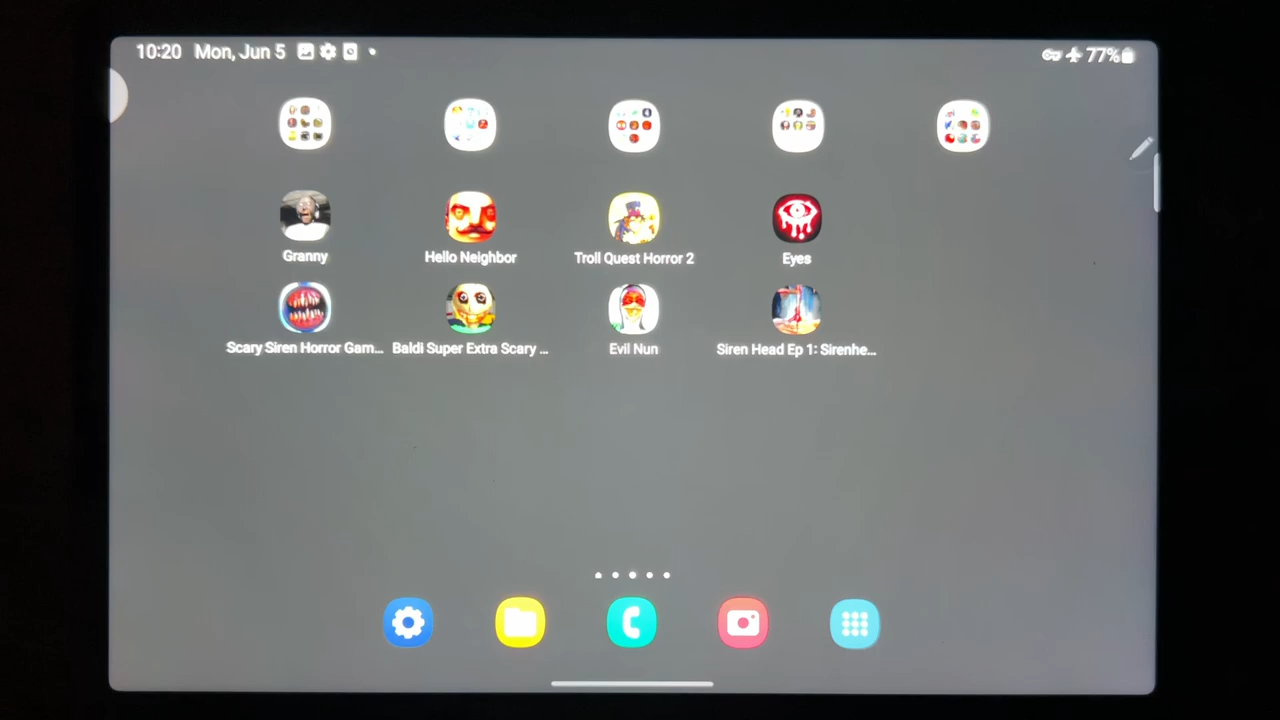 10:20 Mon, Jun 5 77%
Granny Hello Neighbor Troll Quest Horror 2 Eyes
Scary Siren Horror Gam... Baldi Super Extra Scary ... Evil Nun Siren Head Ep 1: Sirenhe...